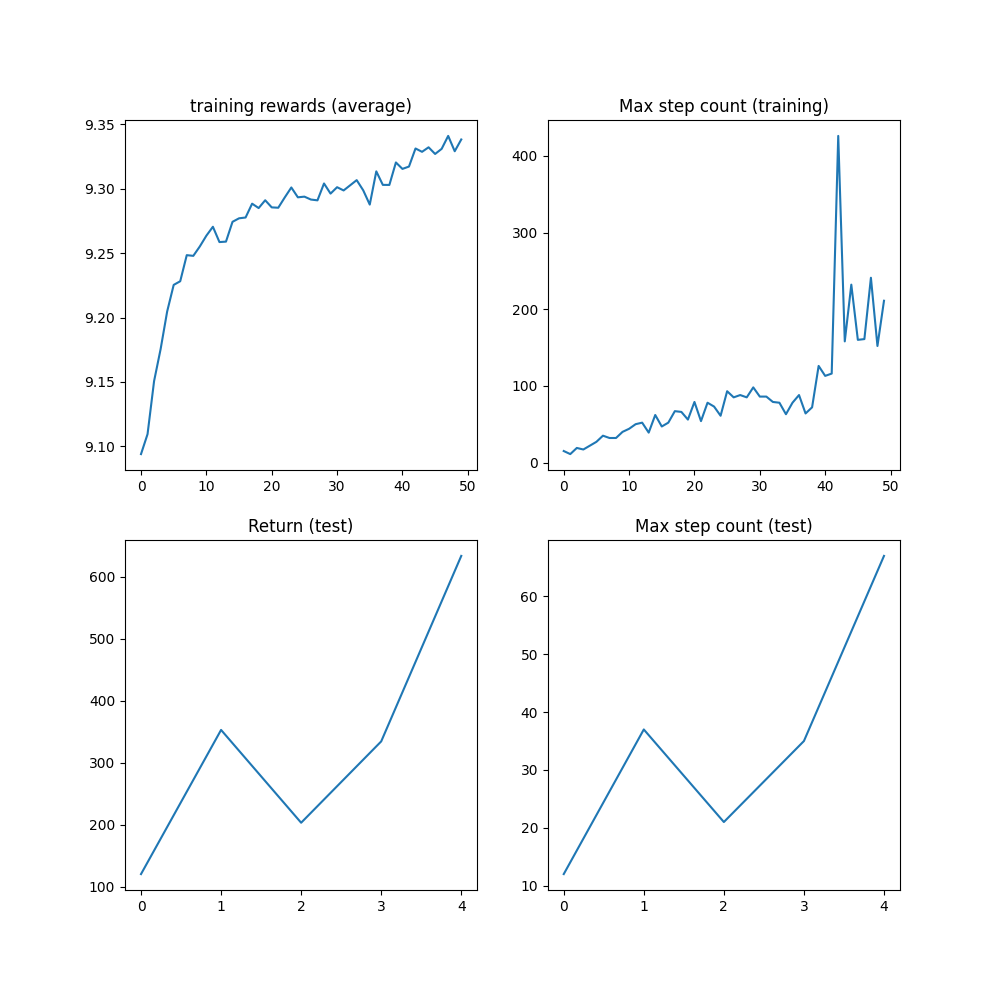 training rewards (average)
9.35
9.30
9.25
9.20
9.15
9.10
0 10 20 30 40 50
Max step count (training)
400
300
200
100
0
0 10 20 30 40 50
Return (test)
600
500
400
300
200
100
0 1 2 3 4
Max step count (test)
60
50
40
30
20
10
0 1 2 3 4